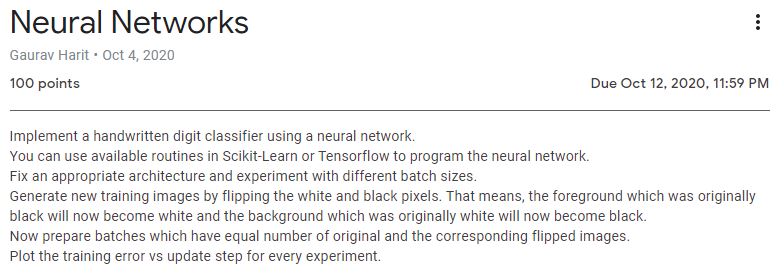 Neural Networks
Gaurav Harit • Oct 4, 2020
100 points
Due Oct 12, 2020, 11:59 PM
Implement a handwritten digit classifier using a neural network.
You can use available routines in Scikit-Learn or Tensorflow to program the neural network.
Fix an appropriate architecture and experiment with different batch sizes.
Generate new training images by flipping the white and black pixels. That means, the foreground which was originally
black will now become white and the background which was originally white will now become black.
Now prepare batches which have equal number of original and the corresponding flipped images.
Plot the training error vs update step for every experiment.